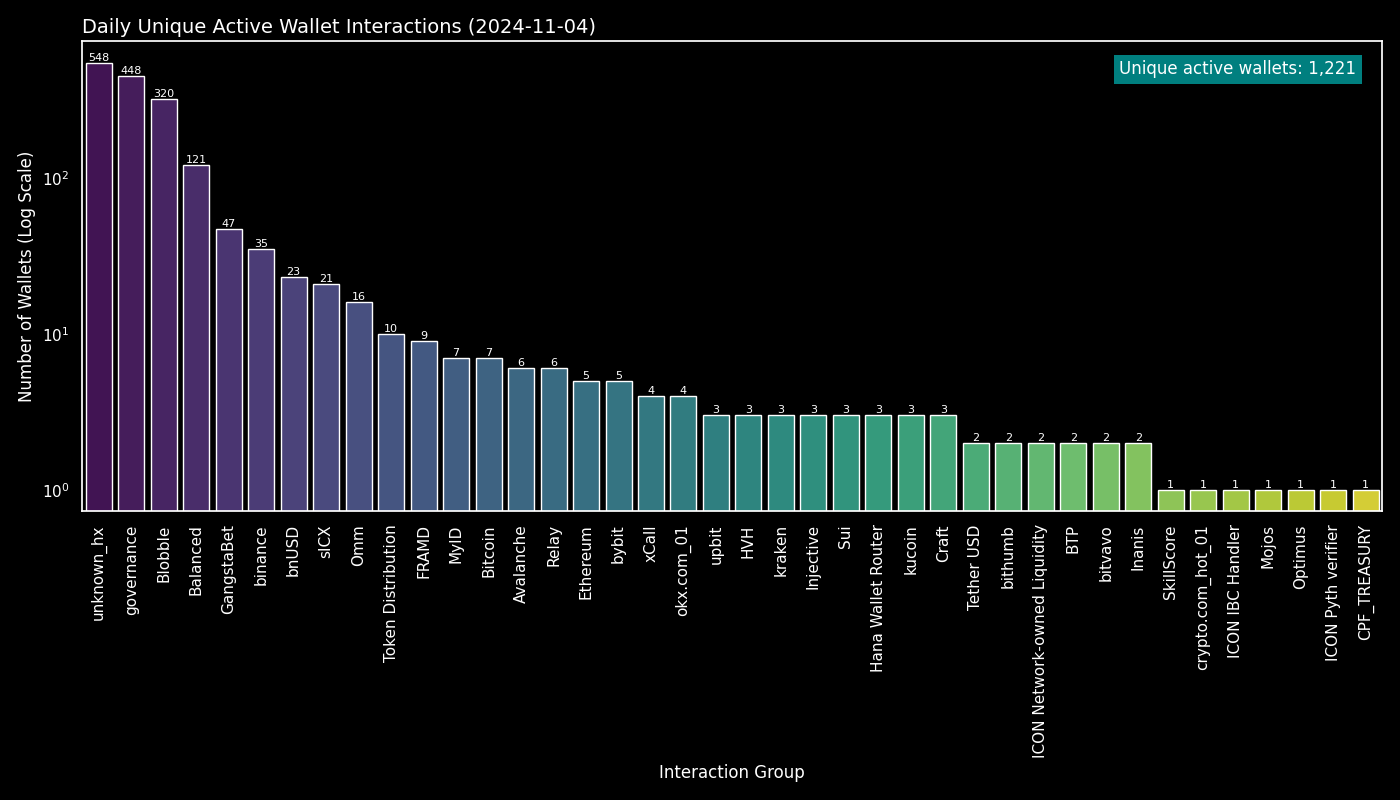 Daily Unique Active Wallet Interactions (2024-11-04)
Unique active wallets: 1,221
Number of Wallets (Log Scale)
10²
10¹
10⁰
548
448
320
121
47
35
23
21
16
10
9
7
7
6
6
5
5
4
4
3
3
3
3
3
3
3
3
2
2
2
2
2
2
1
1
1
1
1
1
1
unknown_hx
governance
Blobble
Balanced
GangstaBet
binance
bnUSD
sICX
Omm
Token Distribution
FRAMD
MyID
Bitcoin
Avalanche
Relay
Ethereum
bybit
xCall
okx.com_01
upbit
HVH
kraken
Injective
Sui
Hana Wallet Router
kucoin
Craft
Tether USD
bithumb
ICON Network-owned Liquidity
BTP
bitvavo
Inanis
SkillScore
crypto.com_hot_01
ICON IBC Handler
Mojos
Optimus
ICON Pyth verifier
CPF_TREASURY
Interaction Group